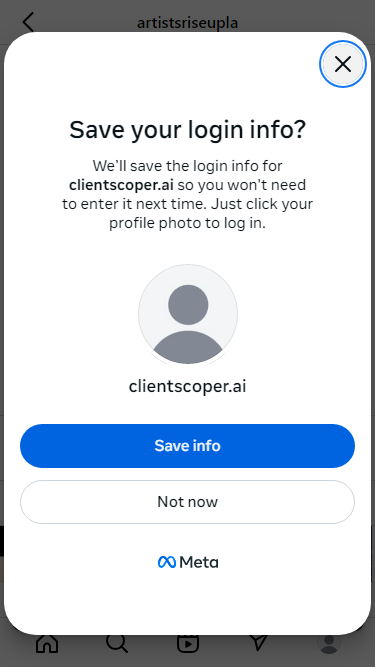 artistsriseupla
Save your login info?
We'll save the login info for
clientscoper.ai so you won't need
to enter it next time. Just click your
profile photo to log in.
clientscoper.ai
Save info
Not now
Meta